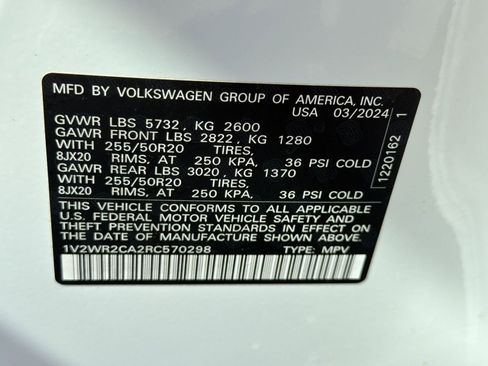 MFD BY VOLKSWAGEN GROUP OF AMERICA, INC.
USA 03/2024
GVWR LBS 5732 , KG 2600
GAWR FRONT LBS 2822 , KG 1280
WITH 255/50R20 TIRES,
8JX20 RIMS, AT 250 KPA, 36 PSI COLD
GAWR REAR LBS 3020 , KG 1370
WITH 255/50R20 TIRES,
8JX20 RIMS, AT 250 KPA, 36 PSI COLD
THIS VEHICLE CONFORMS TO ALL APPLICABLE
U.S. FEDERAL MOTOR VEHICLE SAFETY AND
THEFT PREVENTION STANDARDS IN EFFECT ON
THE DATE OF MANUFACTURE SHOWN ABOVE.
1V2WR2CA2RC570298 TYPE: MPV
1220162 1